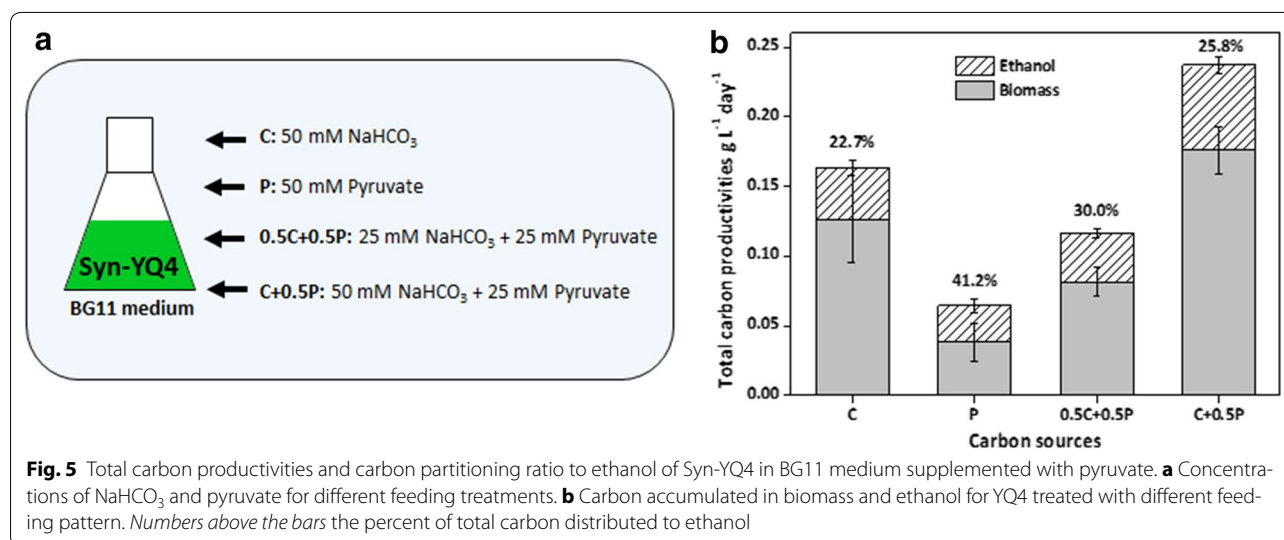 a
C: 50 mM NaHCO₃
P: 50 mM Pyruvate
0.5C+0.5P: 25 mM NaHCO₃ + 25 mM Pyruvate
C+0.5P: 50 mM NaHCO₃ + 25 mM Pyruvate
Syn-YQ4
BG11 medium
b
Total carbon productivities g L⁻¹ day⁻¹
0.25
0.20
0.15
0.10
0.05
0.00
Ethanol
Biomass
22.7%
41.2%
30.0%
25.8%
C
P
0.5C+0.5P
C+0.5P
Carbon sources
Fig. 5 Total carbon productivities and carbon partitioning ratio to ethanol of Syn-YQ4 in BG11 medium supplemented with pyruvate. a Concentra-
tions of NaHCO₃ and pyruvate for different feeding treatments. b Carbon accumulated in biomass and ethanol for YQ4 treated with different feed-
ing pattern. Numbers above the bars the percent of total carbon distributed to ethanol